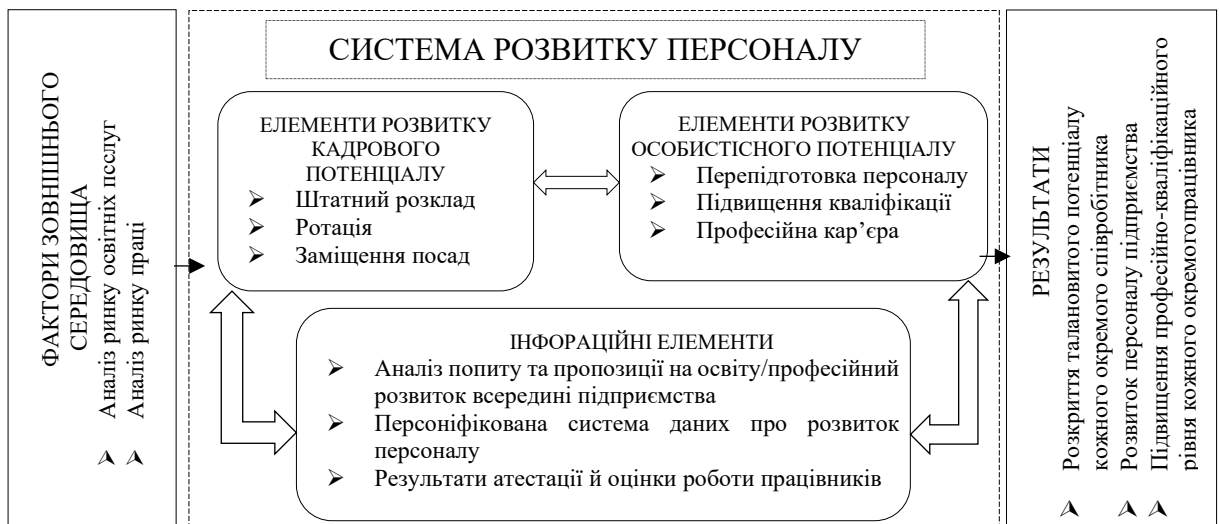 ФАКТОРИ ЗОВНІШНЬОГО
СЕРЕДОВИЩА
➢ Аналіз ринку освітніх псслуг
➢ Аналіз ринку праці
СИСТЕМА РОЗВИТКУ ПЕРСОНАЛУ
ЕЛЕМЕНТИ РОЗВИТКУ
КАДРОВОГО
ПОТЕНЦІАЛУ
➢ Штатний розклад
➢ Ротація
➢ Заміщення посад
ЕЛЕМЕНТИ РОЗВИТКУ
ОСОБИСТІСНОГО ПОТЕНЦІАЛУ
➢ Перепідготовка персоналу
➢ Підвищення кваліфікації
➢ Професійна кар’єра
ІНФОРАЦІЙНІ ЕЛЕМЕНТИ
➢ Аналіз попиту та пропозиції на освіту/професійний
розвиток всередині підприємства
➢ Персоніфікована система даних про розвиток
персоналу
➢ Результати атестації й оцінки роботи працівників
РЕЗУЛЬТАТИ
➢ Розкриття талановитого потенціалу
кожного окремого співробітника
➢ Розвиток персоналу підприємства
➢ Підвищення професійно-кваліфікаційного
рівня кожного окремогопрацівника